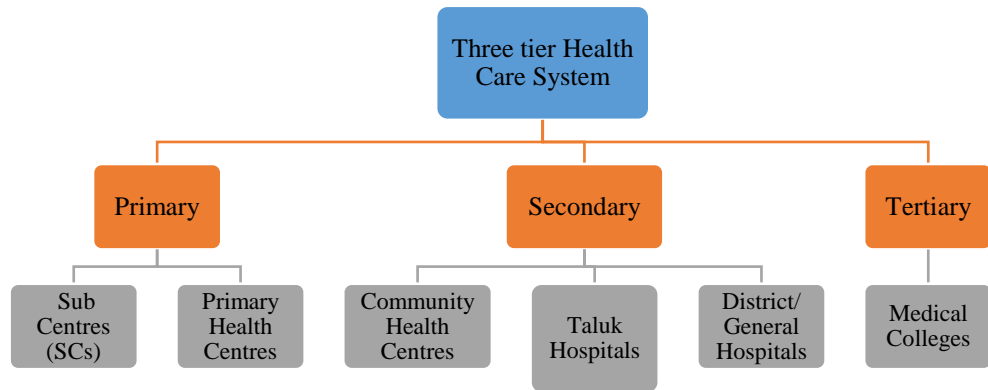 Three tier Health
Care System
Primary
Secondary
Tertiary
Sub
Centres
(SCs)
Primary
Health
Centres
Community
Health
Centres
Taluk
Hospitals
District/
General
Hospitals
Medical
Colleges